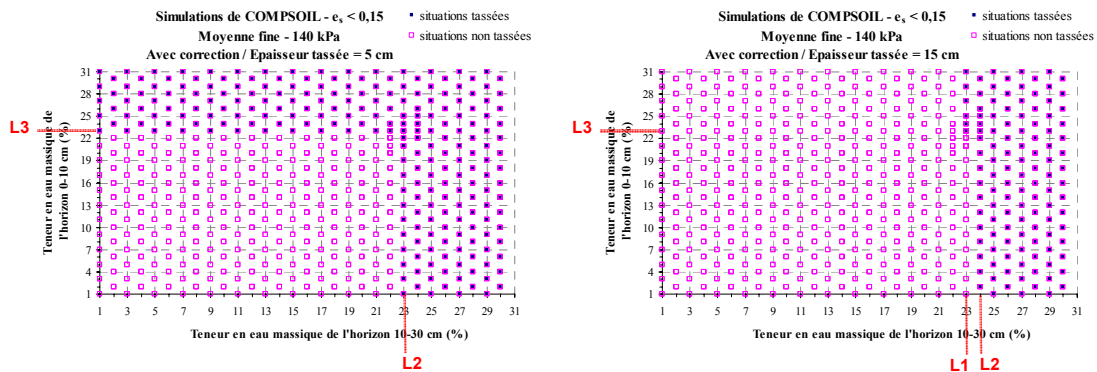 Simulations de COMPSOIL - es < 0,15
Moyenne fine - 140 kPa
Avec correction / Epaisseur tassée = 5 cm
situations tassées
situations non tassées
Teneur en eau massique de
l'horizon 0-10 cm (%)
31
28
25
22
19
16
13
10
7
4
1
L3
1 3 5 7 9 11 13 15 17 19 21 23 25 27 29 31
Teneur en eau massique de l'horizon 10-30 cm (%)
L2
Simulations de COMPSOIL - es < 0,15
Moyenne fine - 140 kPa
Avec correction / Epaisseur tassée = 15 cm
situations tassées
situations non tassées
Teneur en eau massique de
l'horizon 0-10 cm (%)
31
28
25
22
19
16
13
10
7
4
1
L3
1 3 5 7 9 11 13 15 17 19 21 23 25 27 29 31
Teneur en eau massique de l'horizon 10-30 cm (%)
L1 L2